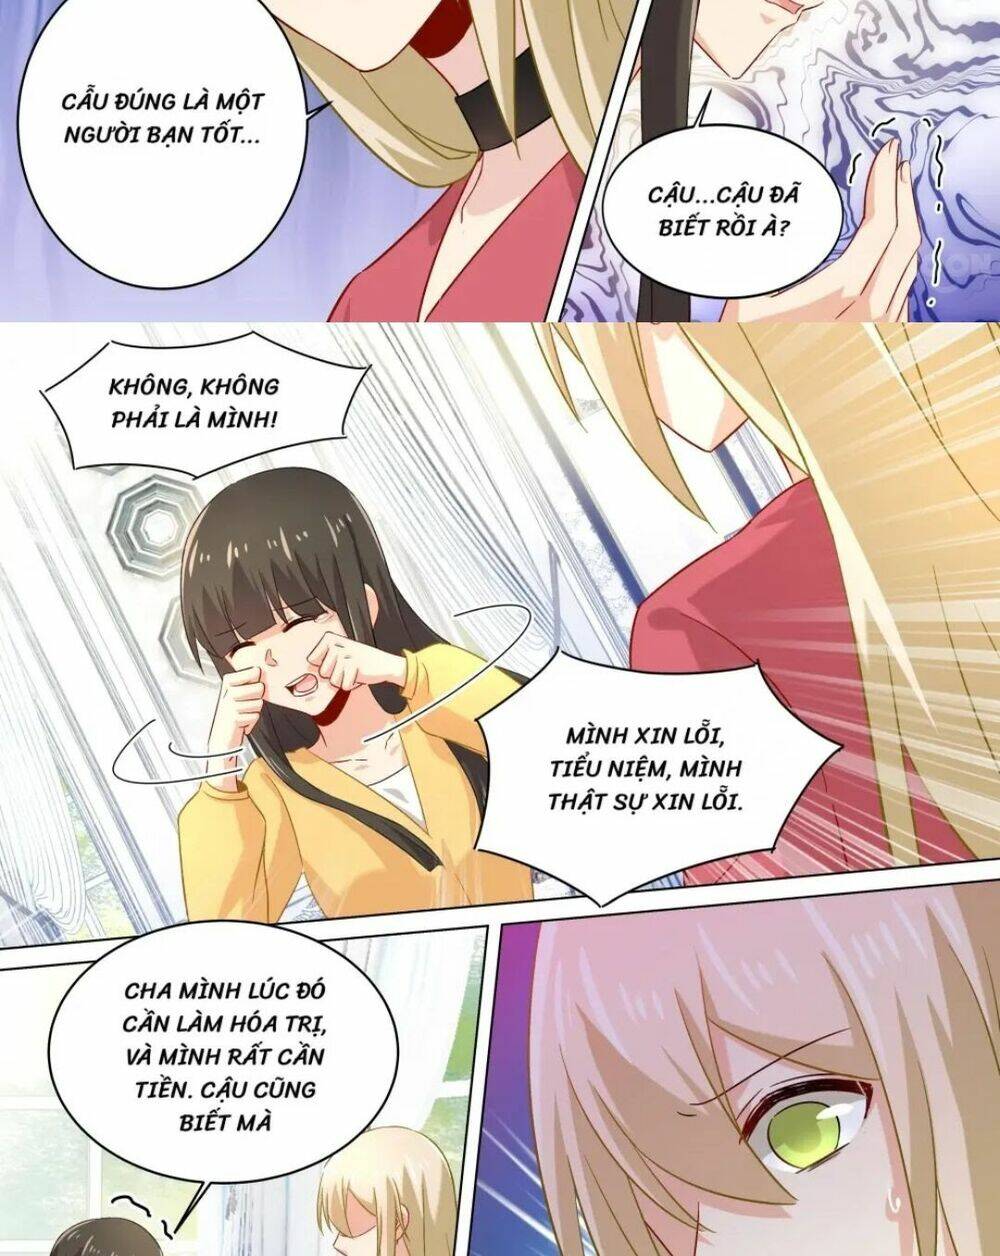 CẪU ĐÚNG LÀ MỘT
NGƯỜI BẠN TỐT...
CẬU...CẬU ĐÃ
BIẾT RỒI À?
KHÔNG, KHÔNG
PHẢI LÀ MÌNH!
MÌNH XIN LỖI,
TIỂU NIỆM, MÌNH
THẬT SỰ XIN LỖI.
CHA MÌNH LÚC ĐÓ
CẦN LÀM HÓA TRỊ,
VÀ MÌNH RẤT CẦN
TIỀN. CẬU CŨNG
BIẾT MÀ